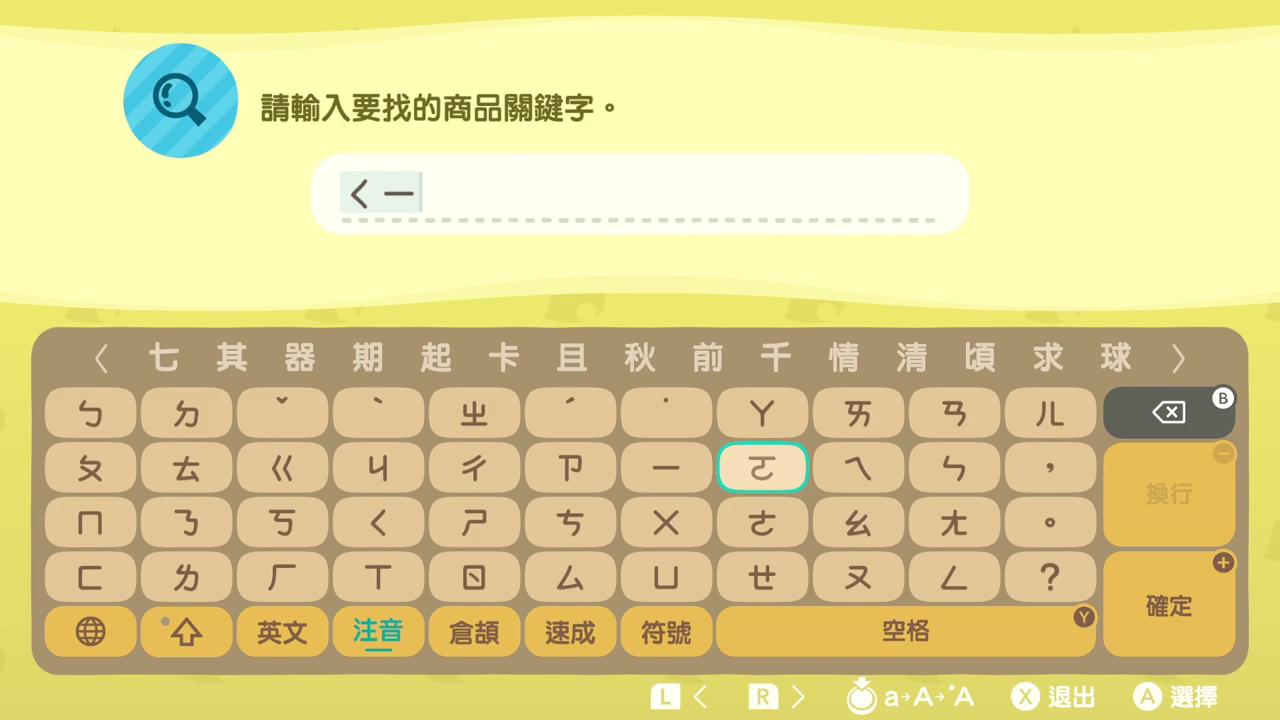 請輸入要找的商品關鍵字。
ㄑㄧ
〈 七 其 器 期 起 卡 且 秋 前 千 情 清 頃 求 球 〉
ㄅ ㄉ ˇ ˋ ㄓ ˊ ˙ ㄚ ㄞ ㄢ ㄦ B
ㄆ ㄊ ㄍ ㄐ ㄔ ㄗ ㄧ ㄛ ㄟ ㄣ , 換行 −
ㄇ ㄋ ㄎ ㄑ ㄕ ㄘ ㄨ ㄜ ㄠ ㄤ 。
ㄈ ㄌ ㄏ ㄒ ㄖ ㄙ ㄩ ㄝ ㄡ ㄥ ? 確定 +
英文 注音 倉頡 速成 符號 空格 Y
L 〈 R 〉 a→A→•A X 退出 A 選擇